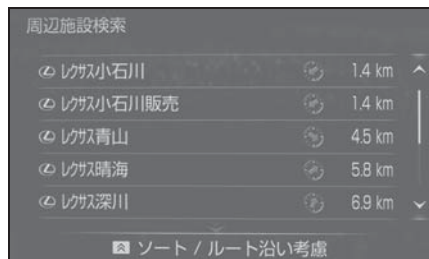 周辺施設検索
レクサス小石川 1.4 km
レクサス小石川販売 1.4 km
レクサス青山 4.5 km
レクサス晴海 5.8 km
レクサス深川 6.9 km
ソート / ルート沿い考慮